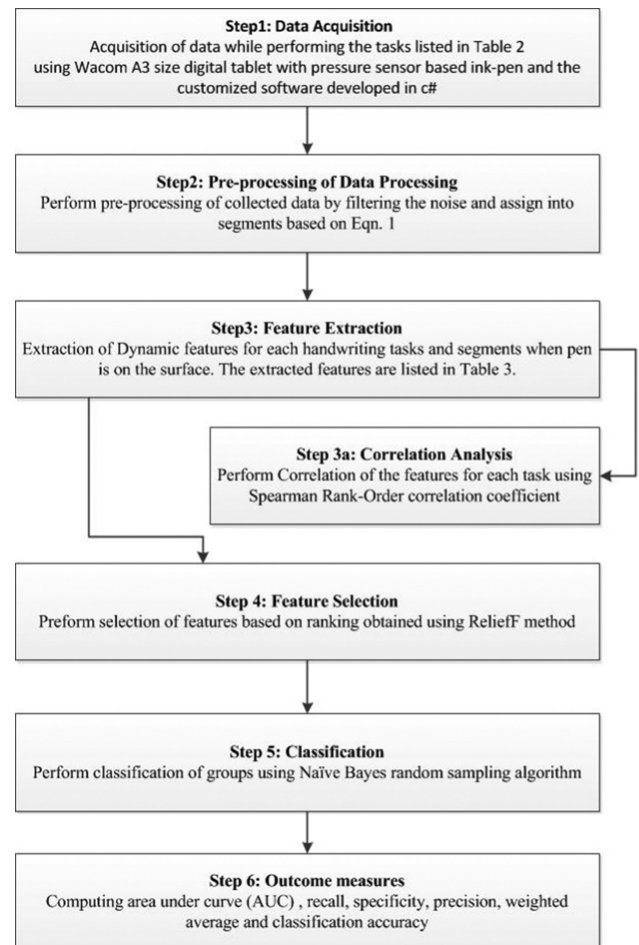 Step1: Data Acquisition
Acquisition of data while performing the tasks listed in Table 2
using Wacom A3 size digital tablet with pressure sensor based ink-pen and the
customized software developed in c#
Step2: Pre-processing of Data Processing
Perform pre-processing of collected data by filtering the noise and assign into
segments based on Eqn. 1
Step3: Feature Extraction
Extraction of Dynamic features for each handwriting tasks and segments when pen
is on the surface. The extracted features are listed in Table 3.
Step 3a: Correlation Analysis
Perform Correlation of the features for each task using
Spearman Rank-Order correlation coefficient
Step 4: Feature Selection
Preform selection of features based on ranking obtained using ReliefF method
Step 5: Classification
Perform classification of groups using Naïve Bayes random sampling algorithm
Step 6: Outcome measures
Computing area under curve (AUC) , recall, specificity, precision, weighted
average and classification accuracy